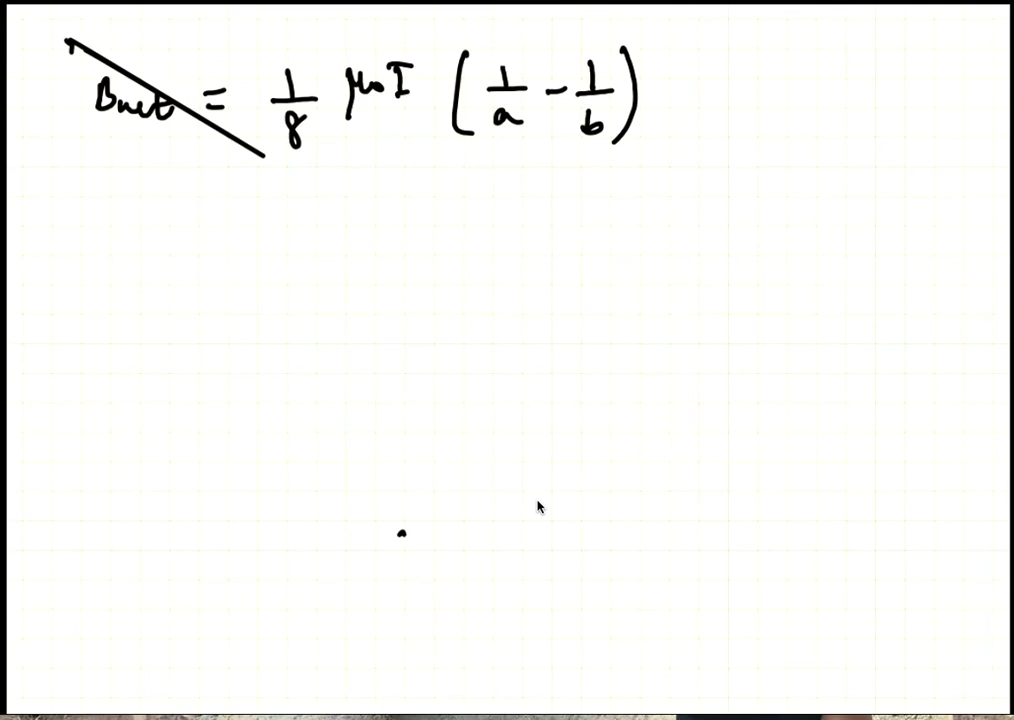 Bnet = 1/8 μ₀I (1/a - 1/b)